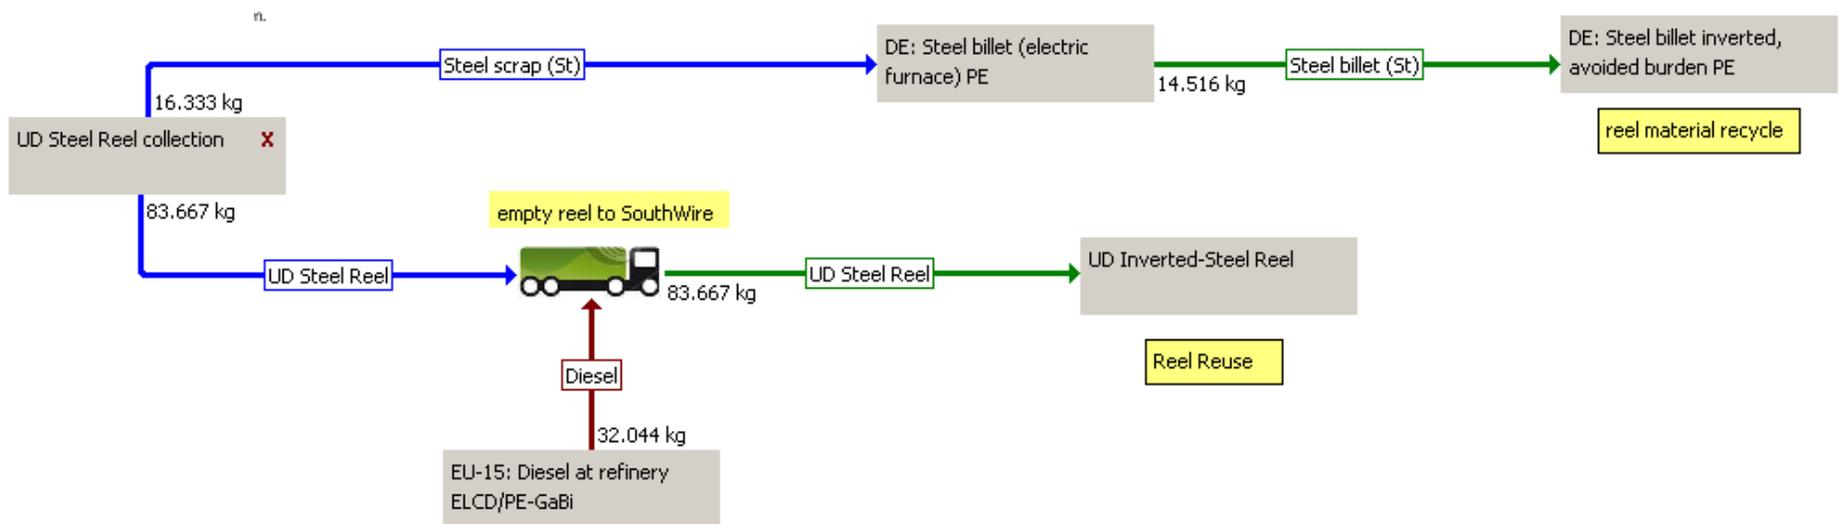 n.
Steel scrap (St)
DE: Steel billet (electric
furnace) PE
Steel billet (St)
DE: Steel billet inverted,
avoided burden PE
16.333 kg
14.516 kg
reel material recycle
UD Steel Reel collection X
83.667 kg
empty reel to SouthWire
UD Steel Reel
83.667 kg
UD Steel Reel
UD Inverted-Steel Reel
Reel Reuse
Diesel
32.044 kg
EU-15: Diesel at refinery
ELCD/PE-GaBi